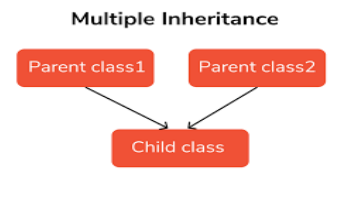 Multiple Inheritance
Parent class1
Parent class2
Child class